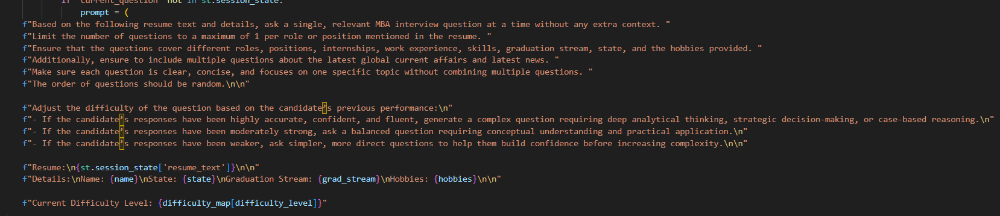 if 'current_question' not in st.session_state:
prompt = (
f"Based on the following resume text and details, ask a single, relevant MBA interview question at a time without any extra context. "
f"Limit the number of questions to a maximum of 1 per role or position mentioned in the resume. "
f"Ensure that the questions cover different roles, positions, internships, work experience, skills, graduation stream, state, and the hobbies provided. "
f"Additionally, ensure to include multiple questions about the latest global current affairs and latest news. "
f"Make sure each question is clear, concise, and focuses on one specific topic without combining multiple questions. "
f"The order of questions should be random.\n\n"
f"Adjust the difficulty of the question based on the candidate’s previous performance:\n"
f"- If the candidate’s responses have been highly accurate, confident, and fluent, generate a complex question requiring deep analytical thinking, strategic decision-making, or case-based reasoning.\n"
f"- If the candidate’s responses have been moderately strong, ask a balanced question requiring conceptual understanding and practical application.\n"
f"- If the candidate’s responses have been weaker, ask simpler, more direct questions to help them build confidence before increasing complexity.\n\n"
f"Resume:\n{st.session_state['resume_text']}\n\n"
f"Details:\nName: {name}\nState: {state}\nGraduation Stream: {grad_stream}\nHobbies: {hobbies}\n\n"
f"Current Difficulty Level: {difficulty_map[difficulty_level]}"